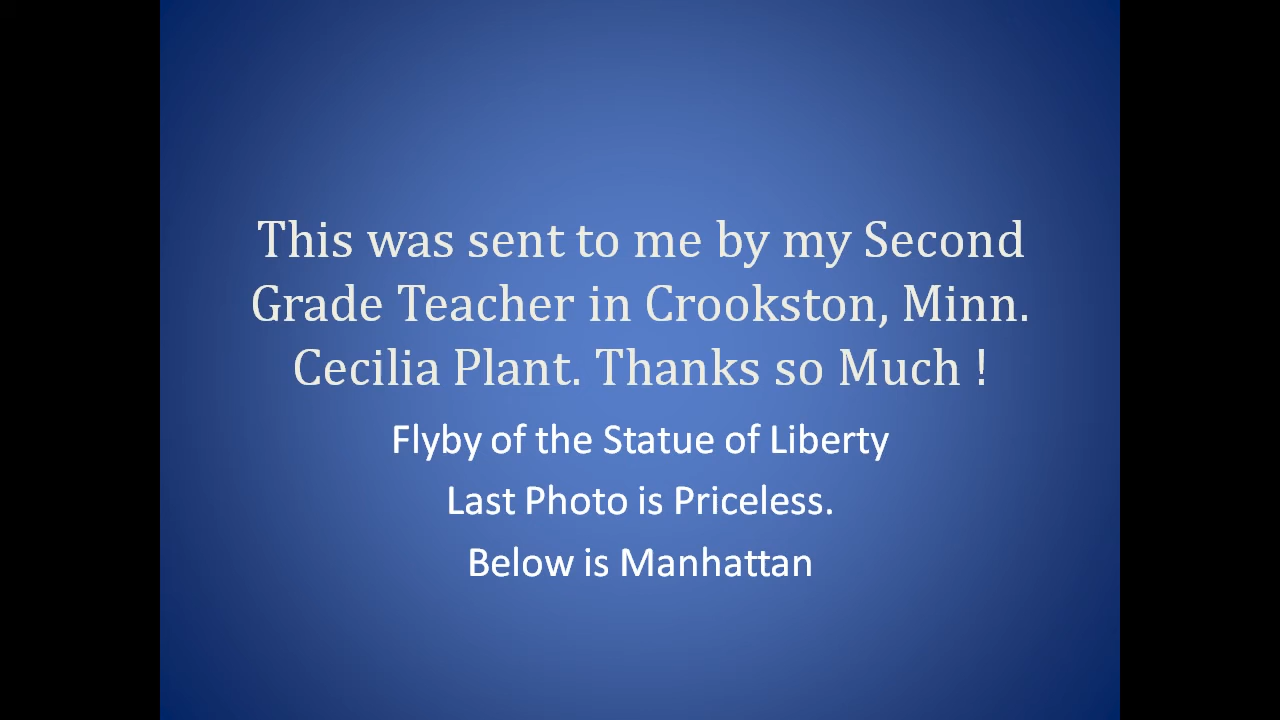 This was sent to me by my Second
Grade Teacher in Crookston, Minn.
Cecilia Plant. Thanks so Much !
Flyby of the Statue of Liberty
Last Photo is Priceless.
Below is Manhattan